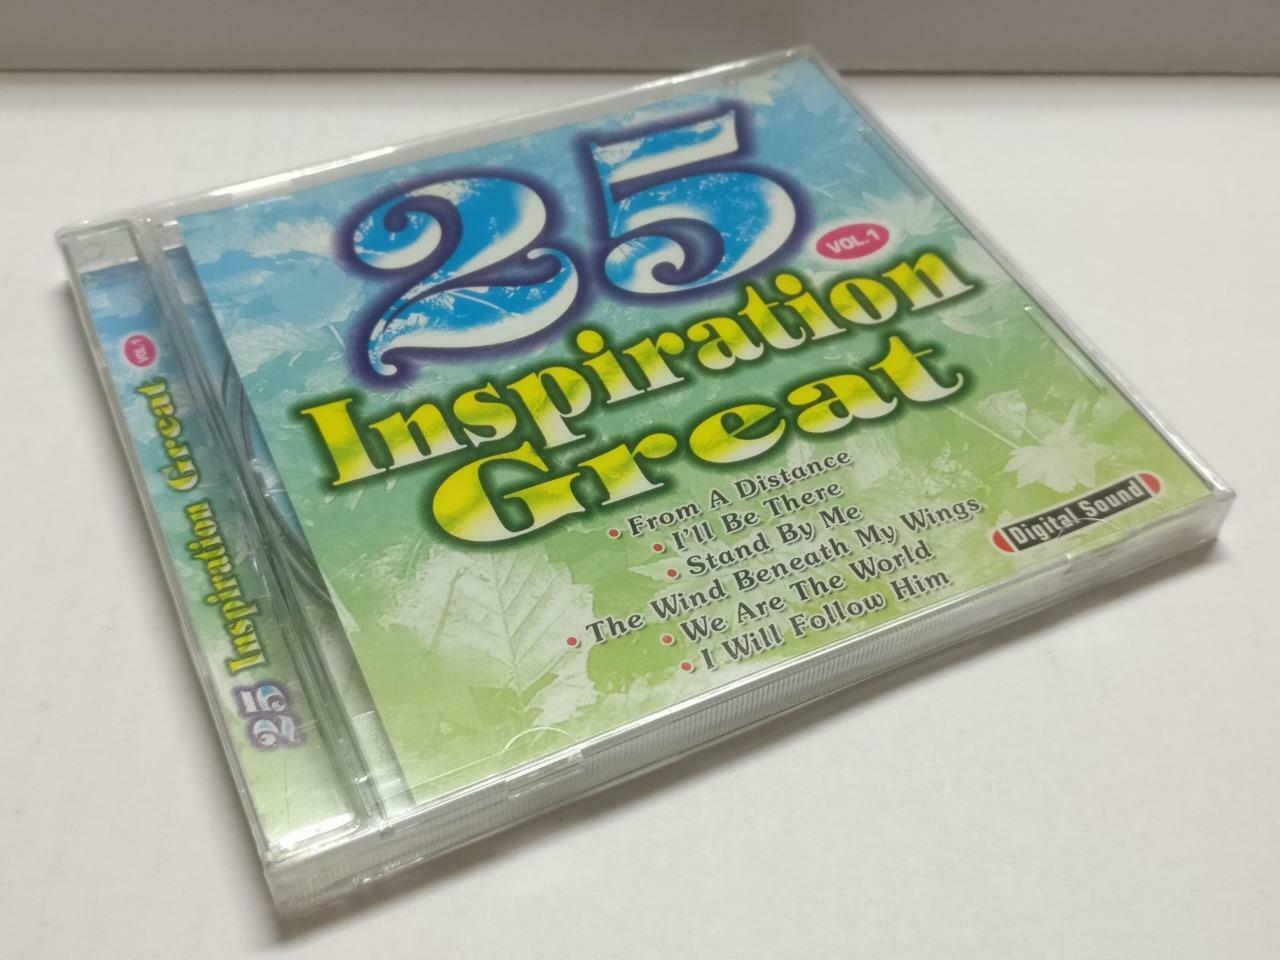 25
VOL.1
Inspiration
Great
• From A Distance
• I'll Be There
• Stand By Me
• The Wind Beneath My Wings
• We Are The World
• I Will Follow Him
Digital Sound
25 Inspiration Great VOL.1